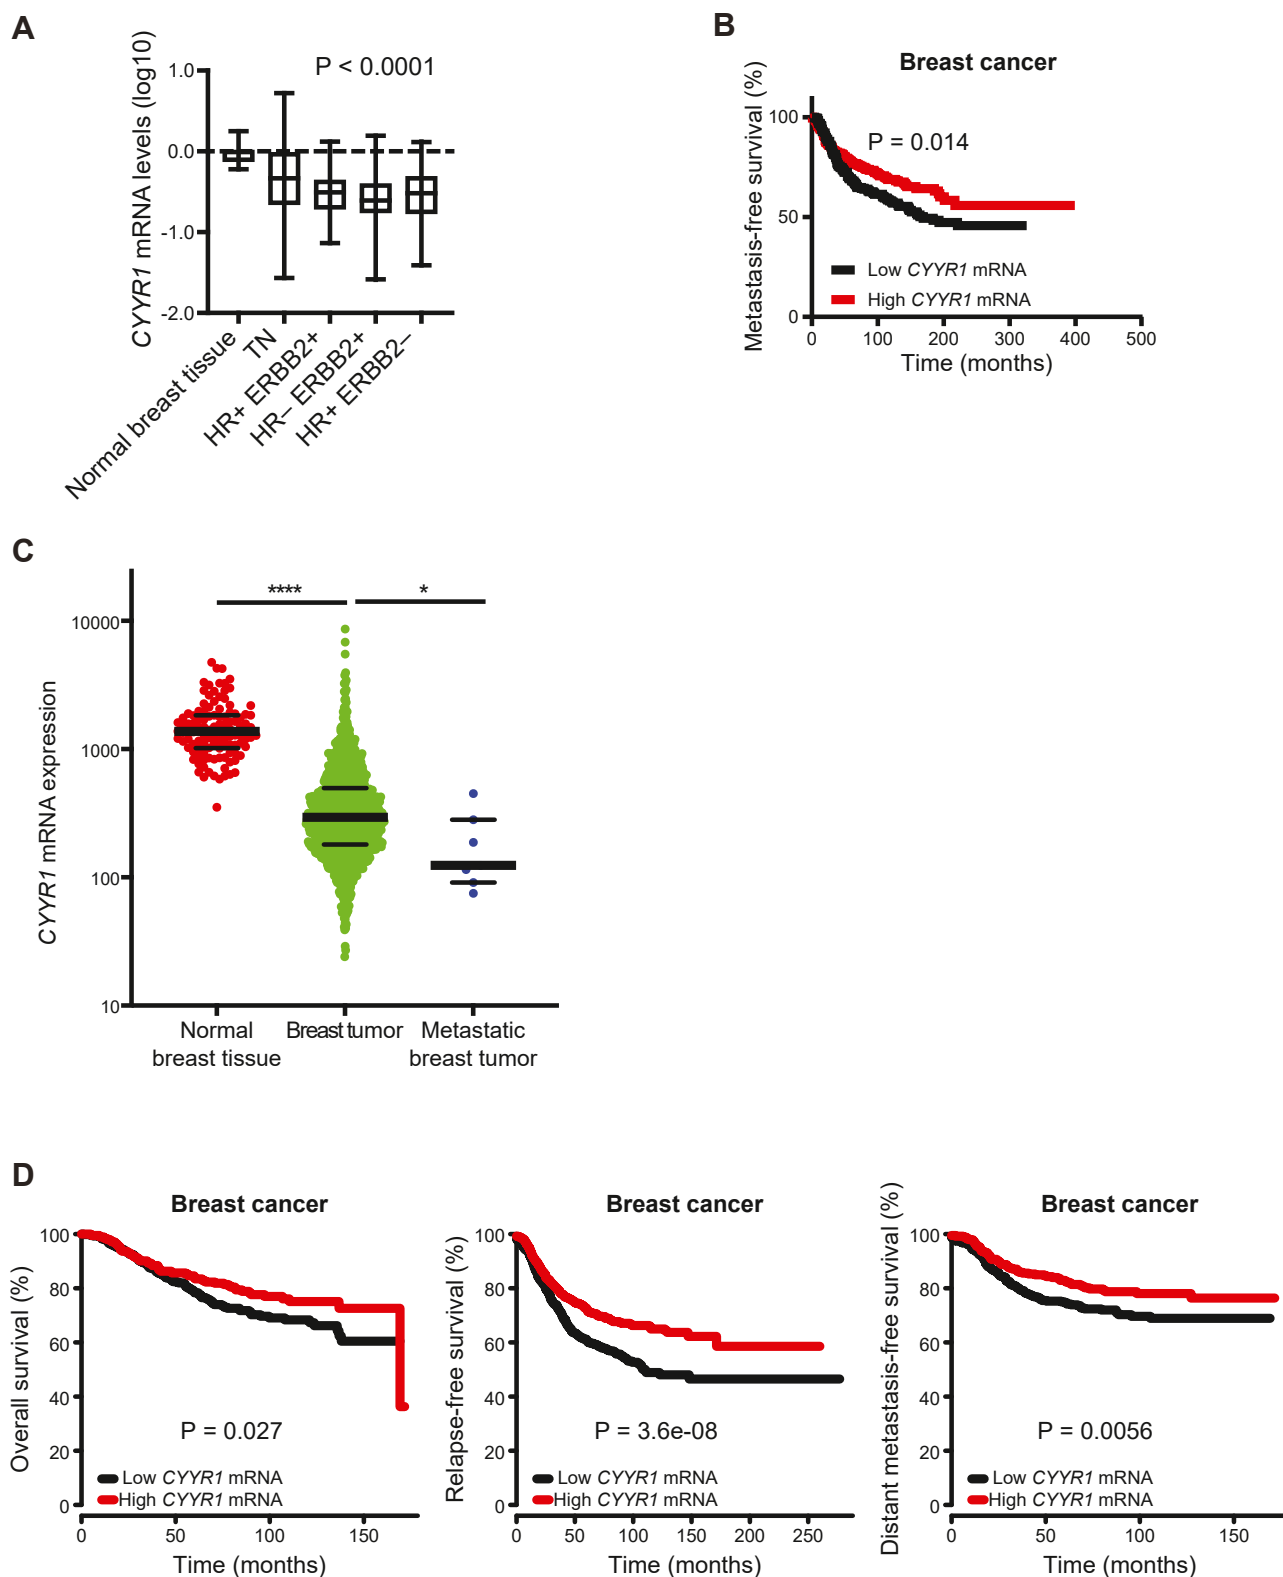 A
CYYR1 mRNA levels (log10)
P < 0.0001
1.0
0.0
-1.0
-2.0
Normal breast tissue
TN
HR+ ERBB2+
HR− ERBB2+
HR+ ERBB2−
B
Breast cancer
Metastasis-free survival (%)
P = 0.014
100
50
0
Low CYYR1 mRNA
High CYYR1 mRNA
0 100 200 300 400 500
Time (months)
C
CYYR1 mRNA expression
**** *
10000
1000
100
10
Normal breast tissue
Breast tumor
Metastatic breast tumor
D
Breast cancer
Overall survival (%)
100
80
60
40
20
0
P = 0.027
Low CYYR1 mRNA
High CYYR1 mRNA
0 50 100 150
Time (months)
Breast cancer
Relapse-free survival (%)
100
80
60
40
20
0
P = 3.6e-08
Low CYYR1 mRNA
High CYYR1 mRNA
0 50 100 150 200 250
Time (months)
Breast cancer
Distant metastasis-free survival (%)
100
80
60
40
20
0
P = 0.0056
Low CYYR1 mRNA
High CYYR1 mRNA
0 50 100 150
Time (months)